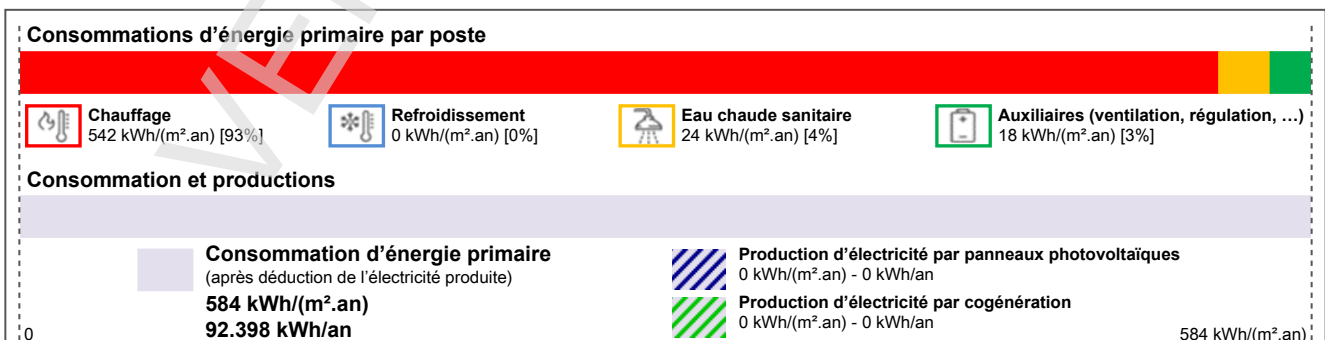 Consommations d'énergie primaire par poste
Chauffage
542 kWh/(m².an) [93%]
Refroidissement
0 kWh/(m².an) [0%]
Eau chaude sanitaire
24 kWh/(m².an) [4%]
Auxiliaires (ventilation, régulation, …)
18 kWh/(m².an) [3%]
Consommation et productions
Consommation d'énergie primaire
(après déduction de l'électricité produite)
584 kWh/(m².an)
92.398 kWh/an
Production d'électricité par panneaux photovoltaïques
0 kWh/(m².an) - 0 kWh/an
Production d'électricité par cogénération
0 kWh/(m².an) - 0 kWh/an
0
584 kWh/(m².an)